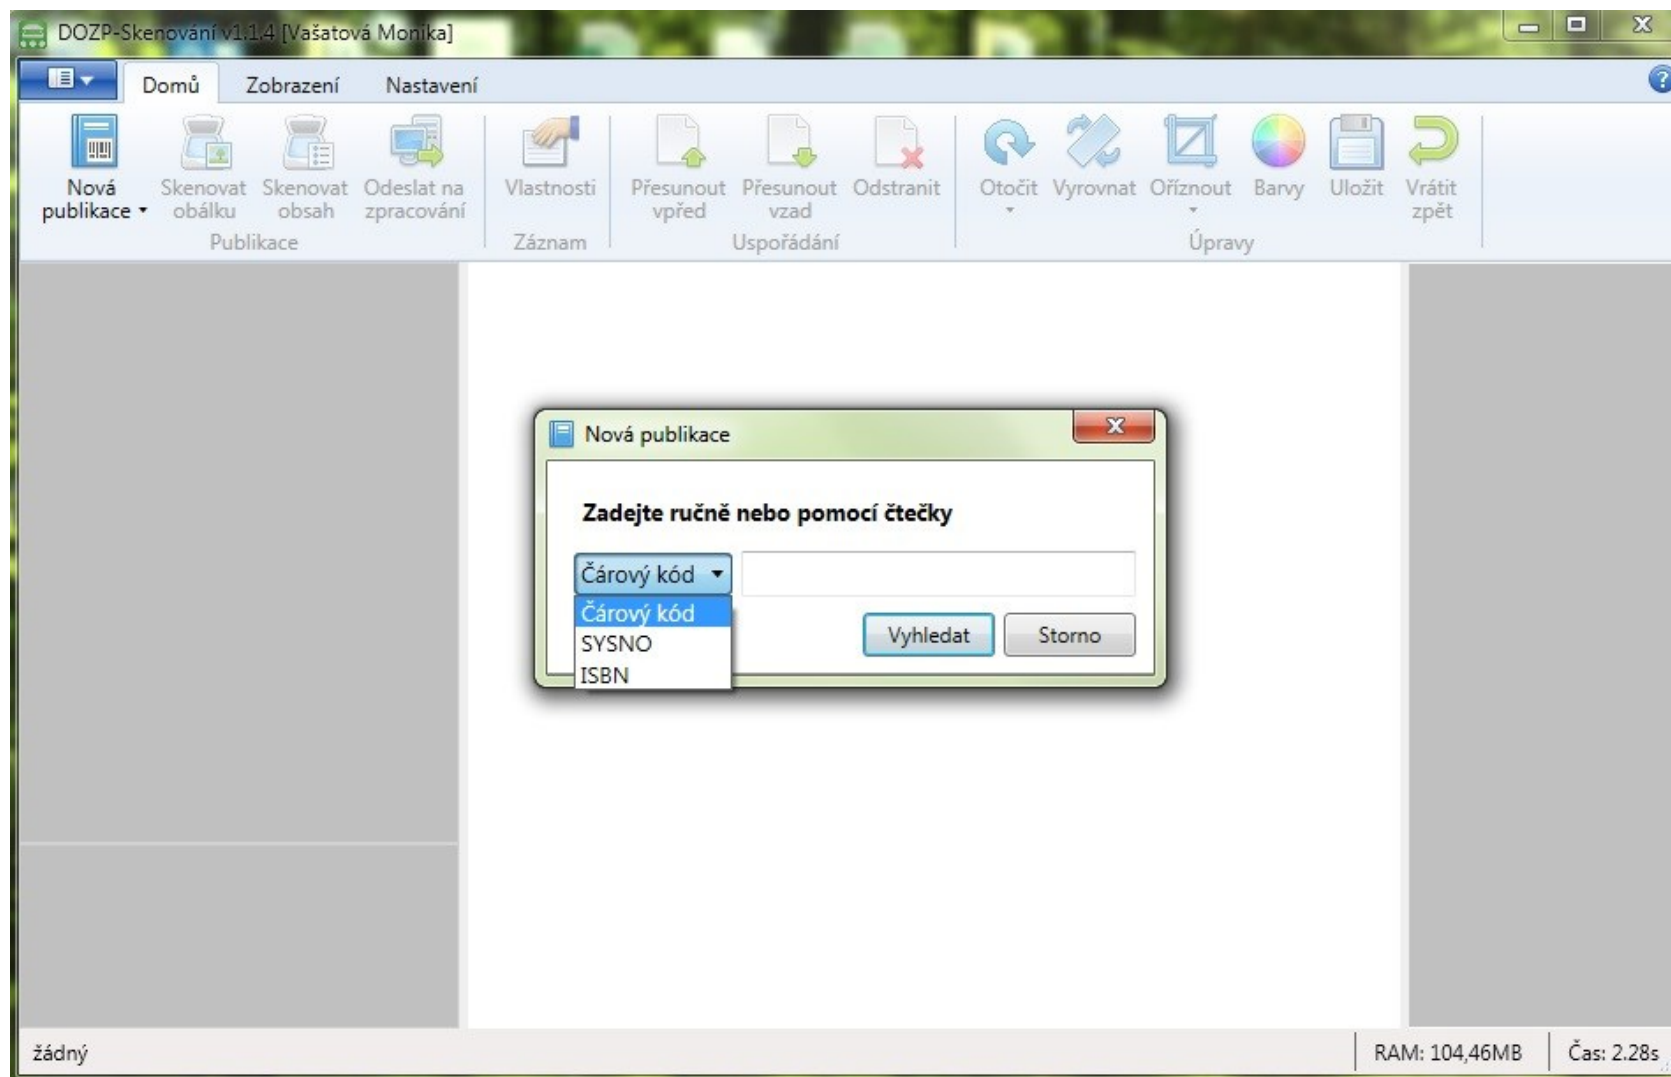 DOZP-Skenování v1.1.4 [Vašatová Monika]
Domů Zobrazení Nastavení
Nová publikace
Skenovat obálku
Skenovat obsah
Odeslat na zpracování
Publikace
Vlastnosti
Záznam
Přesunout vpřed
Přesunout vzad
Odstranit
Uspořádání
Otočit
Vyrovnat
Oříznout
Barvy
Uložit
Vrátit zpět
Úpravy
Nová publikace
Zadejte ručně nebo pomocí čtečky
Čárový kód
Čárový kód
SYSNO
ISBN
Vyhledat Storno
žádný RAM: 104,46MB Čas: 2.28s